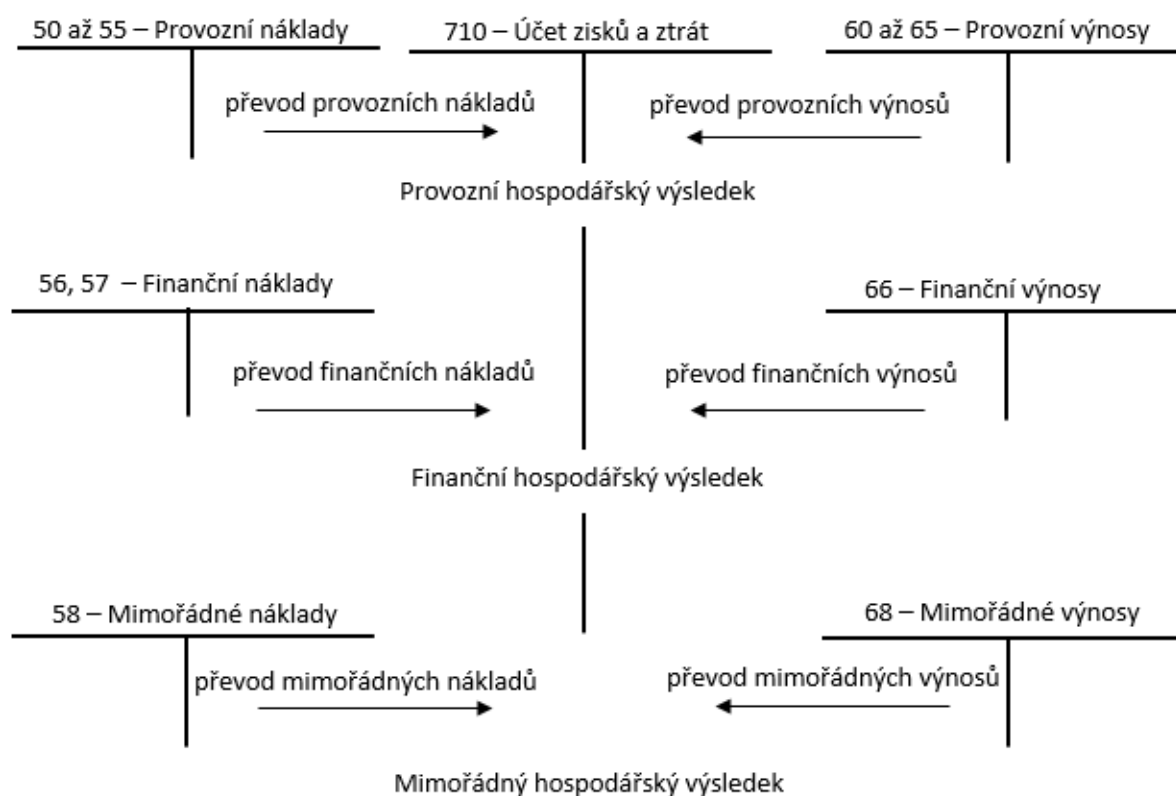 50 až 55 – Provozní náklady
710 – Účet zisků a ztrát
60 až 65 – Provozní výnosy
převod provozních nákladů
převod provozních výnosů
Provozní hospodářský výsledek
56, 57 – Finanční náklady
66 – Finanční výnosy
převod finančních nákladů
převod finančních výnosů
Finanční hospodářský výsledek
58 – Mimořádné náklady
68 – Mimořádné výnosy
převod mimořádných nákladů
převod mimořádných výnosů
Mimořádný hospodářský výsledek